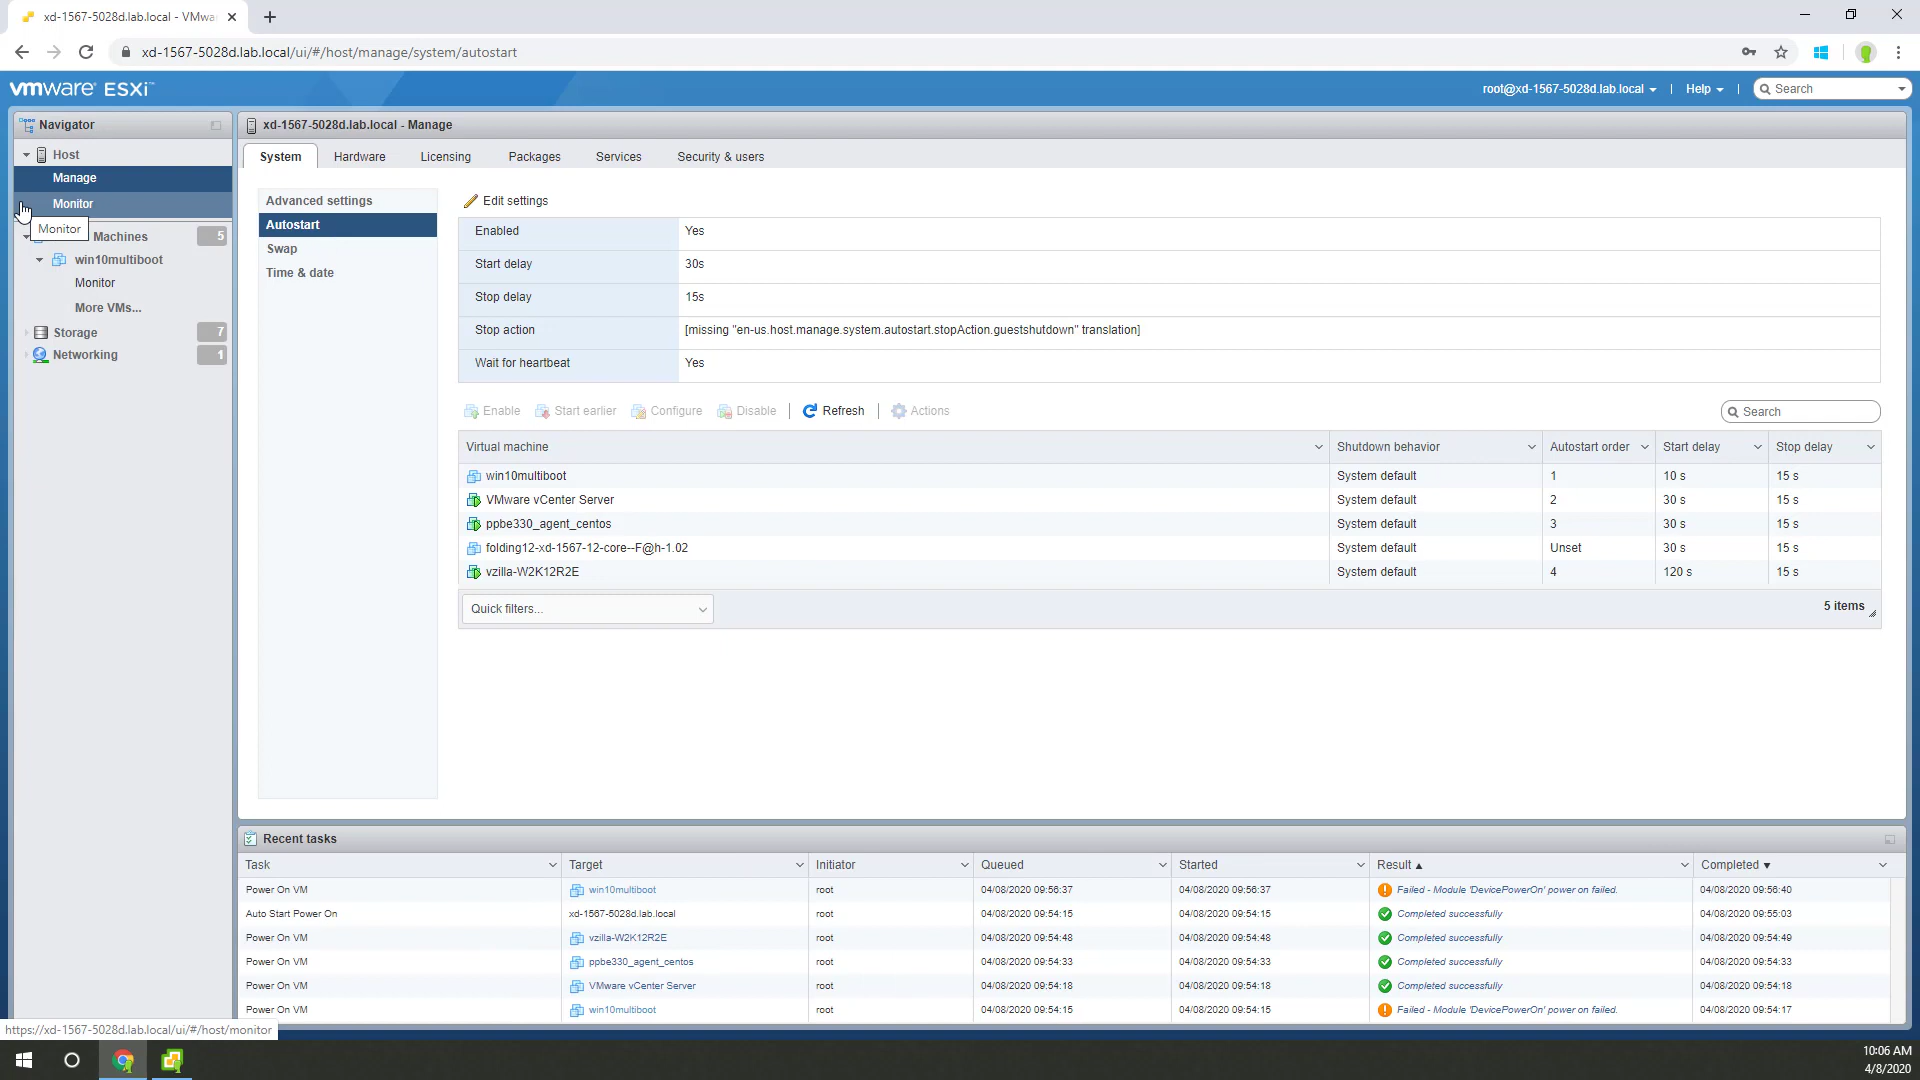 xd-1567-5028d.lab.local - VMwa
xd-1567-5028d.lab.local/ui/#/host/manage/system/autostart
vmware ESXi™
root@xd-1567-5028d.lab.local | Help | Search
Navigator
Host
Manage
Monitor
Monitor
Machines 5
win10multiboot
Monitor
More VMs...
Storage 7
Networking 1
xd-1567-5028d.lab.local - Manage
System Hardware Licensing Packages Services Security & users
Advanced settings
Autostart
Swap
Time & date
Edit settings
Enabled Yes
Start delay 30s
Stop delay 15s
Stop action [missing "en-us.host.manage.system.autostart.stopAction.guestshutdown" translation]
Wait for heartbeat Yes
Enable Start earlier Configure Disable | Refresh | Actions Search
Virtual machine Shutdown behavior Autostart order Start delay Stop delay
win10multiboot System default 1 10 s 15 s
VMware vCenter Server System default 2 30 s 15 s
ppbe330_agent_centos System default 3 30 s 15 s
folding12-xd-1567-12-core--F@h-1.02 System default Unset 30 s 15 s
vzilla-W2K12R2E System default 4 120 s 15 s
Quick filters... 5 items
Recent tasks
Task Target Initiator Queued Started Result ▲ Completed ▼
Power On VM win10multiboot root 04/08/2020 09:56:37 04/08/2020 09:56:37 Failed - Module 'DevicePowerOn' power on failed. 04/08/2020 09:56:40
Auto Start Power On xd-1567-5028d.lab.local root 04/08/2020 09:54:15 04/08/2020 09:54:15 Completed successfully 04/08/2020 09:55:03
Power On VM vzilla-W2K12R2E root 04/08/2020 09:54:48 04/08/2020 09:54:48 Completed successfully 04/08/2020 09:54:49
Power On VM ppbe330_agent_centos root 04/08/2020 09:54:33 04/08/2020 09:54:33 Completed successfully 04/08/2020 09:54:33
Power On VM VMware vCenter Server root 04/08/2020 09:54:18 04/08/2020 09:54:18 Completed successfully 04/08/2020 09:54:18
Power On VM win10multiboot root 04/08/2020 09:54:15 04/08/2020 09:54:15 Failed - Module 'DevicePowerOn' power on failed. 04/08/2020 09:54:17
https://xd-1567-5028d.lab.local/ui/#/host/monitor
10:06 AM
4/8/2020